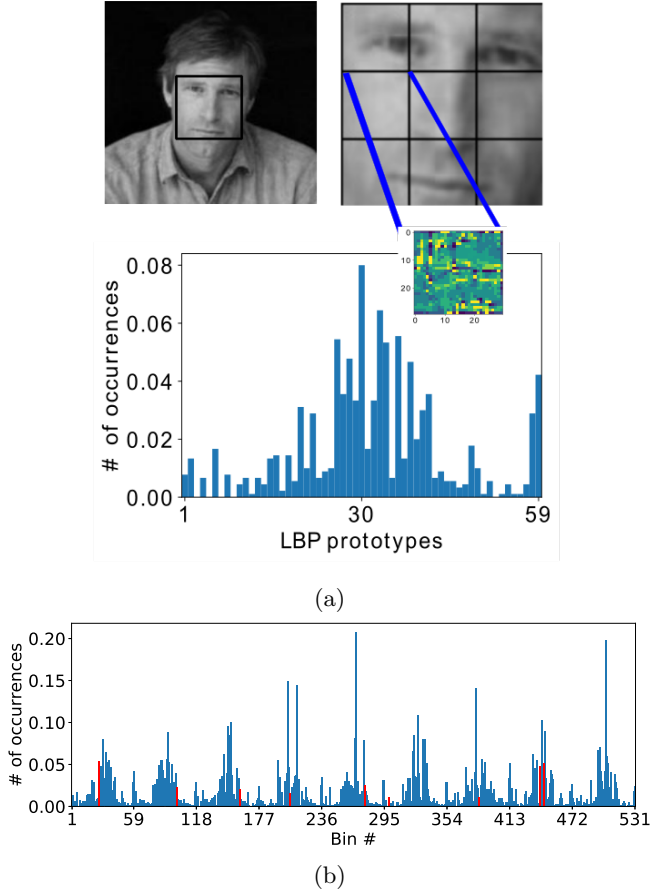 0
10
20
0 10 20
0.08
0.06
0.04
0.02
0.00
# of occurrences
1 30 59
LBP prototypes
(a)
0.20
0.15
0.10
0.05
0.00
# of occurrences
1 59 118 177 236 295 354 413 472 531
Bin #
(b)